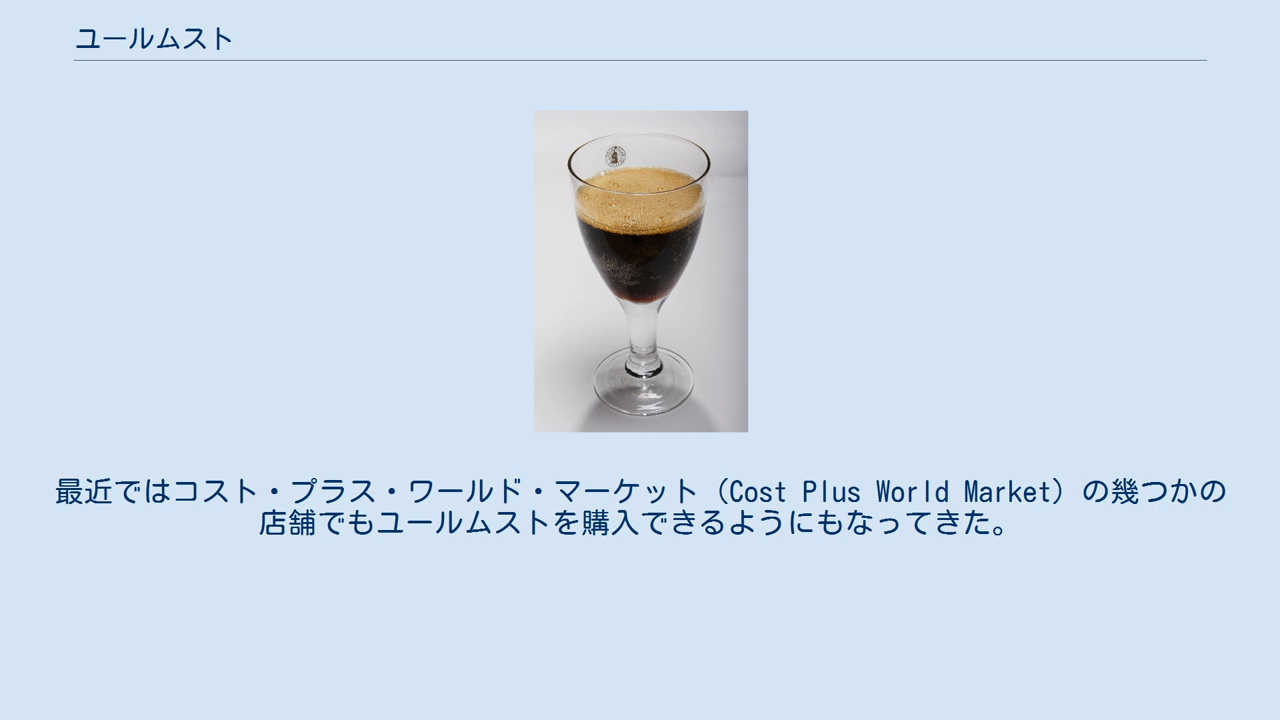 ユールムスト
最近ではコスト・プラス・ワールド・マーケット（Cost Plus World Market）の幾つかの
店舗でもユールムストを購入できるようにもなってきた。